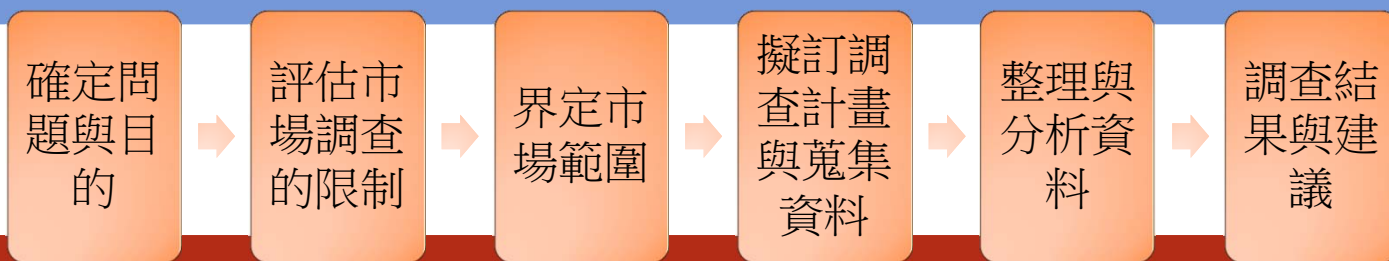 確定問
題與目
的
評估市
場調查
的限制
界定市
場範圍
擬訂調
查計畫
與蒐集
資料
整理與
分析資
料
調查結
果與建
議